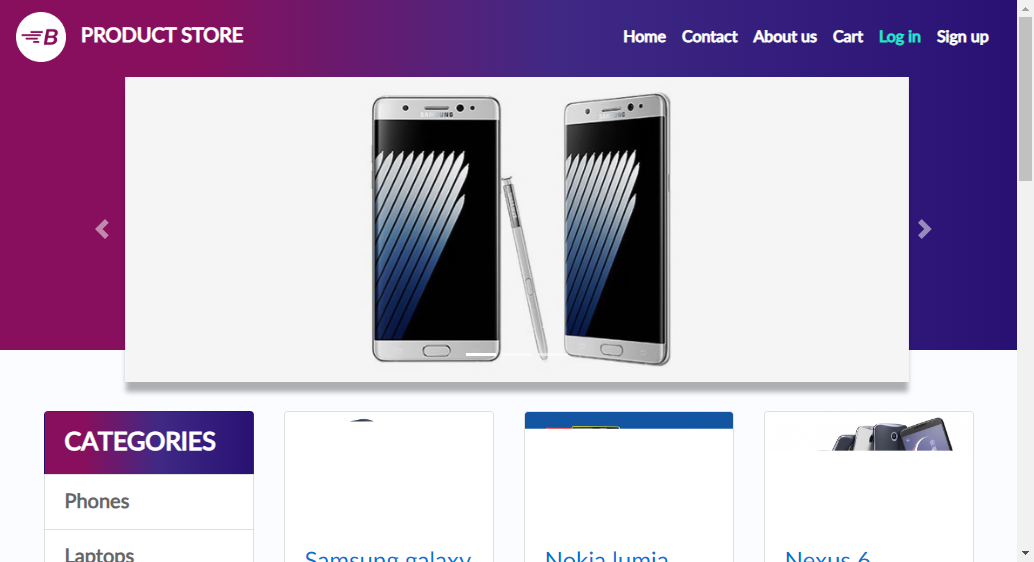 B PRODUCT STORE
Home Contact About us Cart Log in Sign up
SAMSUNG SAMSUNG
CATEGORIES
Phones
Laptops
Samsung galaxy
Nokia lumia
Nexus 6